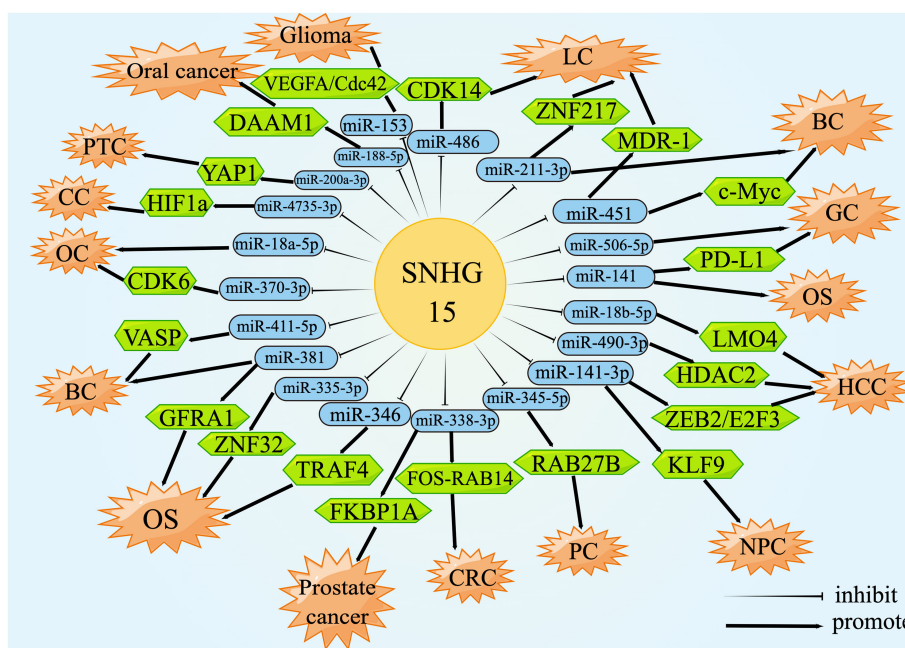 Glioma
LC
Oral cancer
VEGFA/Cdc42
CDK14
ZNF217
DAAM1
miR-153
miR-486
MDR-1
BC
PTC
miR-188-5p
miR-211-3p
YAP1
miR-200a-3p
c-Myc
CC
HIF1a
miR-4735-3p
miR-451
GC
OC
miR-18a-5p
miR-506-5p
PD-L1
SNHG
15
miR-141
CDK6
miR-370-3p
OS
miR-18b-5p
VASP
miR-411-5p
LMO4
miR-490-3p
miR-381
HDAC2
BC
miR-335-3p
miR-141-3p
HCC
GFRA1
miR-346
miR-338-3p
miR-345-5p
ZEB2/E2F3
ZNF32
TRAF4
FOS-RAB14
RAB27B
KLF9
OS
FKBP1A
PC
NPC
Prostate
cancer
CRC
inhibit
promote